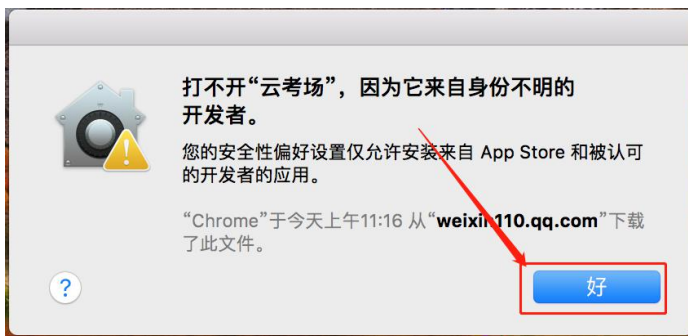 打不开“云考场”，因为它来自身份不明的
开发者。
您的安全性偏好设置仅允许安装来自 App Store 和被认可
的开发者的应用。
“Chrome”于今天上午11:16 从“weixin110.qq.com”下载
了此文件。
?
好